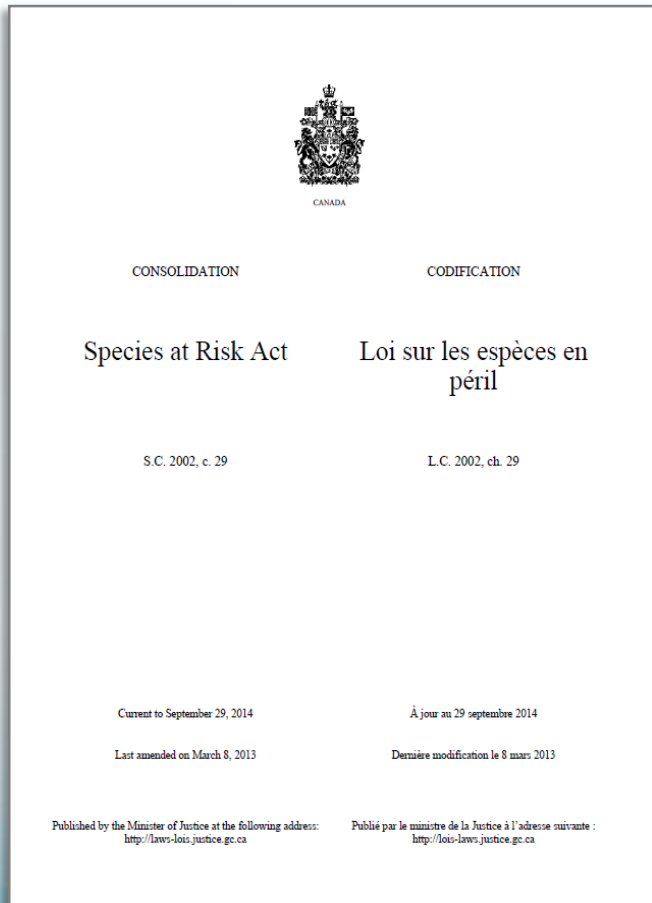 CANADA
CONSOLIDATION
CODIFICATION
Species at Risk Act
Loi sur les espèces en
péril
S.C. 2002, c. 29
L.C. 2002, ch. 29
Current to September 29, 2014
À jour au 29 septembre 2014
Last amended on March 8, 2013
Dernière modification le 8 mars 2013
Published by the Minister of Justice at the following address:
http://laws-lois.justice.gc.ca
Publié par le ministre de la Justice à l’adresse suivante :
http://lois-laws.justice.gc.ca